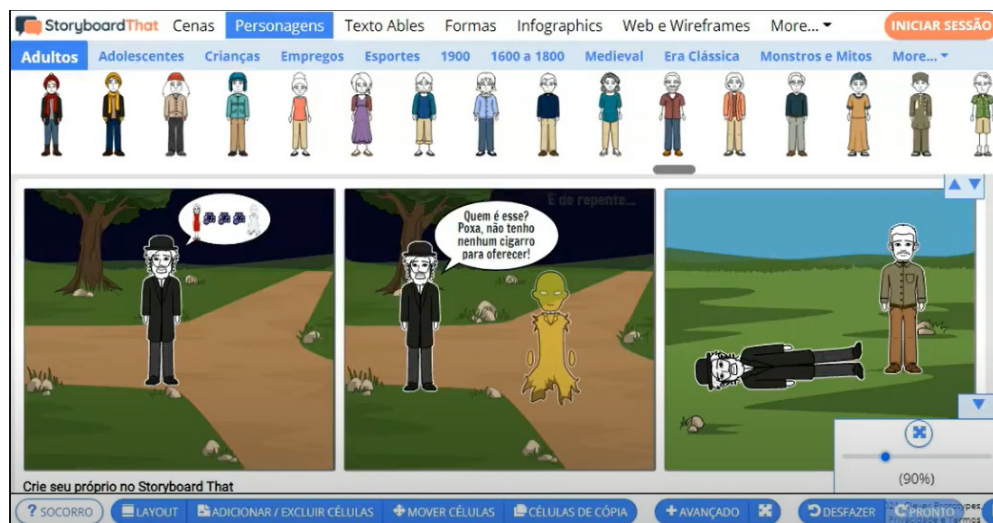 StoryboardThat Cenas Personagens Texto Ables Formas Infographics Web e Wireframes More... INICIAR SESSÃO
Adultos Adolescentes Crianças Empregos Esportes 1900 1600 a 1800 Medieval Era Clássica Monstros e Mitos More...
E de repente...
Quem é esse?
Poxa, não tenho
nenhum cigarro
para oferecer!
(90%)
Crie seu próprio no Storyboard That
? SOCORRO LAYOUT ADICIONAR / EXCLUIR CÉLULAS MOVER CÉLULAS CÉLULAS DE CÓPIA + AVANÇADO DESFAZER PRONTO